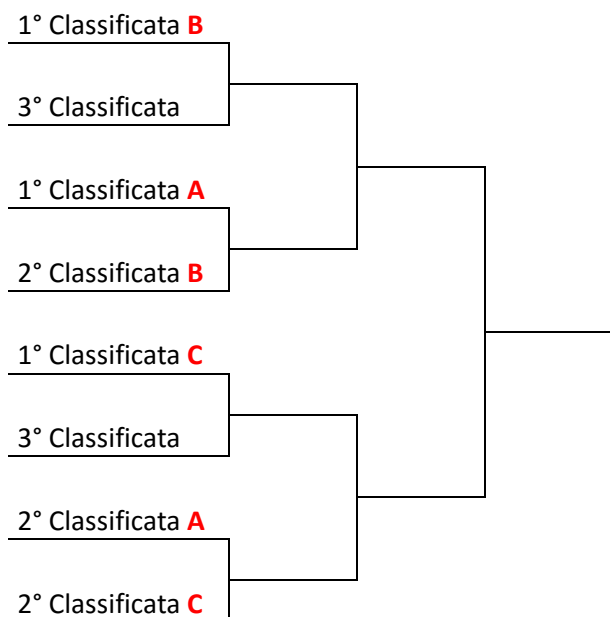 1° Classificata B
3° Classificata
1° Classificata A
2° Classificata B
1° Classificata C
3° Classificata
2° Classificata A
2° Classificata C